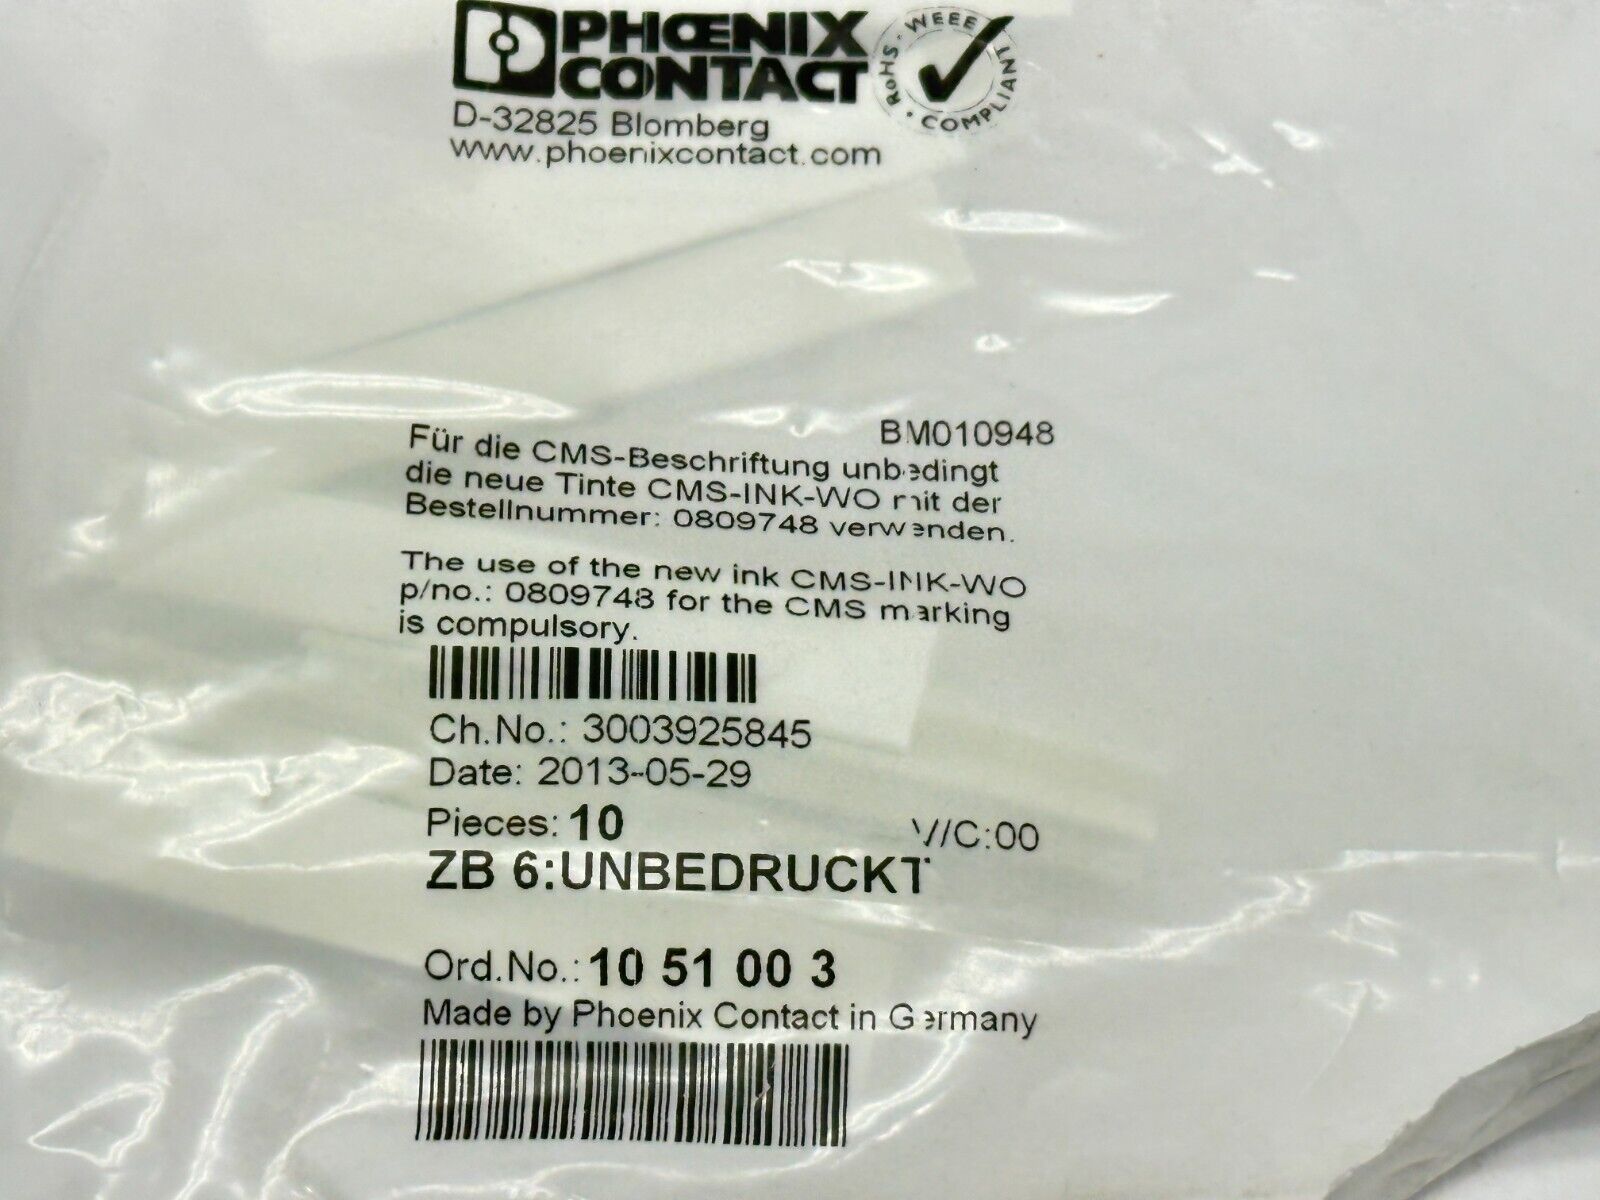 PHŒNIX
CONTACT
RoHS · WEEE
· COMPLIANT
D-32825 Blomberg
www.phoenixcontact.com
BM010948
Für die CMS-Beschriftung unbedingt
die neue Tinte CMS-INK-WO mit der
Bestellnummer: 0809748 verwenden.
The use of the new ink CMS-INK-WO
p/no.: 0809748 for the CMS marking
is compulsory.
Ch.No.: 3003925845
Date: 2013-05-29
Pieces: 10
V/C:00
ZB 6:UNBEDRUCKT
Ord.No.: 10 51 00 3
Made by Phoenix Contact in Germany